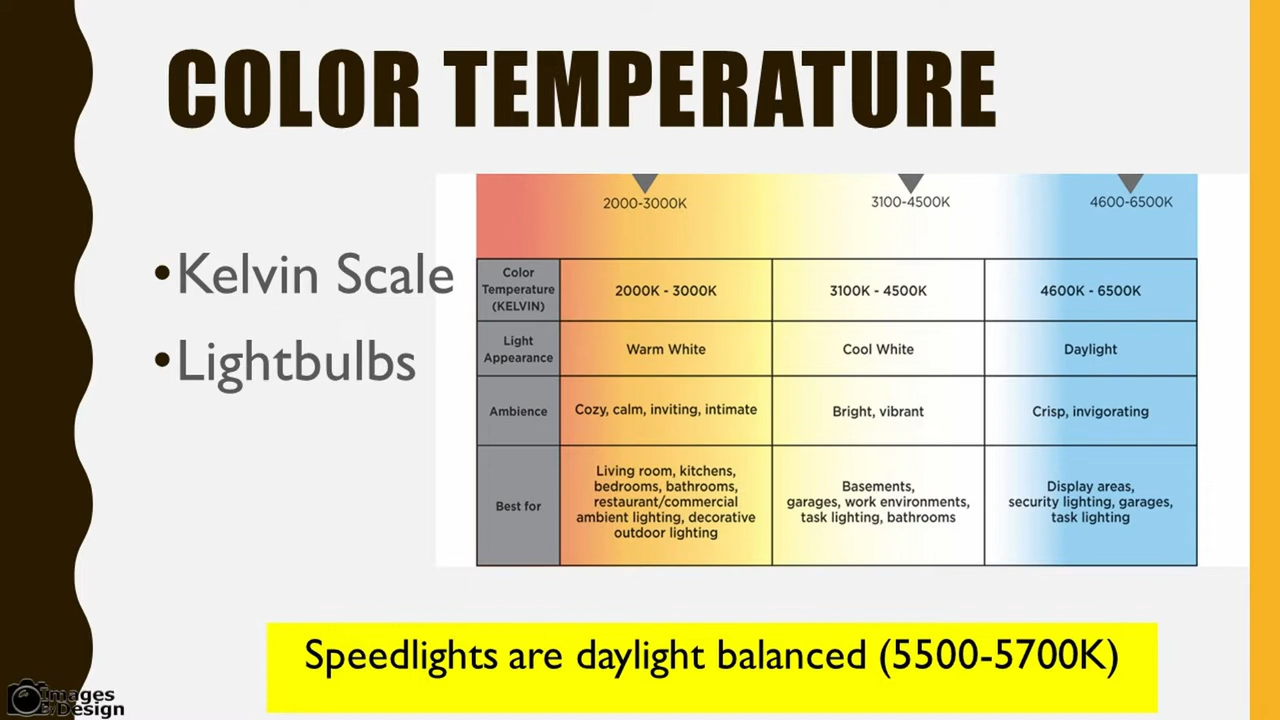 COLOR TEMPERATURE
•Kelvin Scale
•Lightbulbs
2000-3000K 3100-4500K 4600-6500K
Color
Temperature
(KELVIN)
2000K - 3000K
3100K - 4500K
4600K - 6500K
Light
Appearance
Warm White
Cool White
Daylight
Ambience
Cozy, calm, inviting, intimate
Bright, vibrant
Crisp, invigorating
Best for
Living room, kitchens,
bedrooms, bathrooms,
restaurant/commercial
ambient lighting, decorative
outdoor lighting
Basements,
garages, work environments,
task lighting, bathrooms
Display areas,
security lighting, garages,
task lighting
Speedlights are daylight balanced (5500-5700K)
Images
By Design